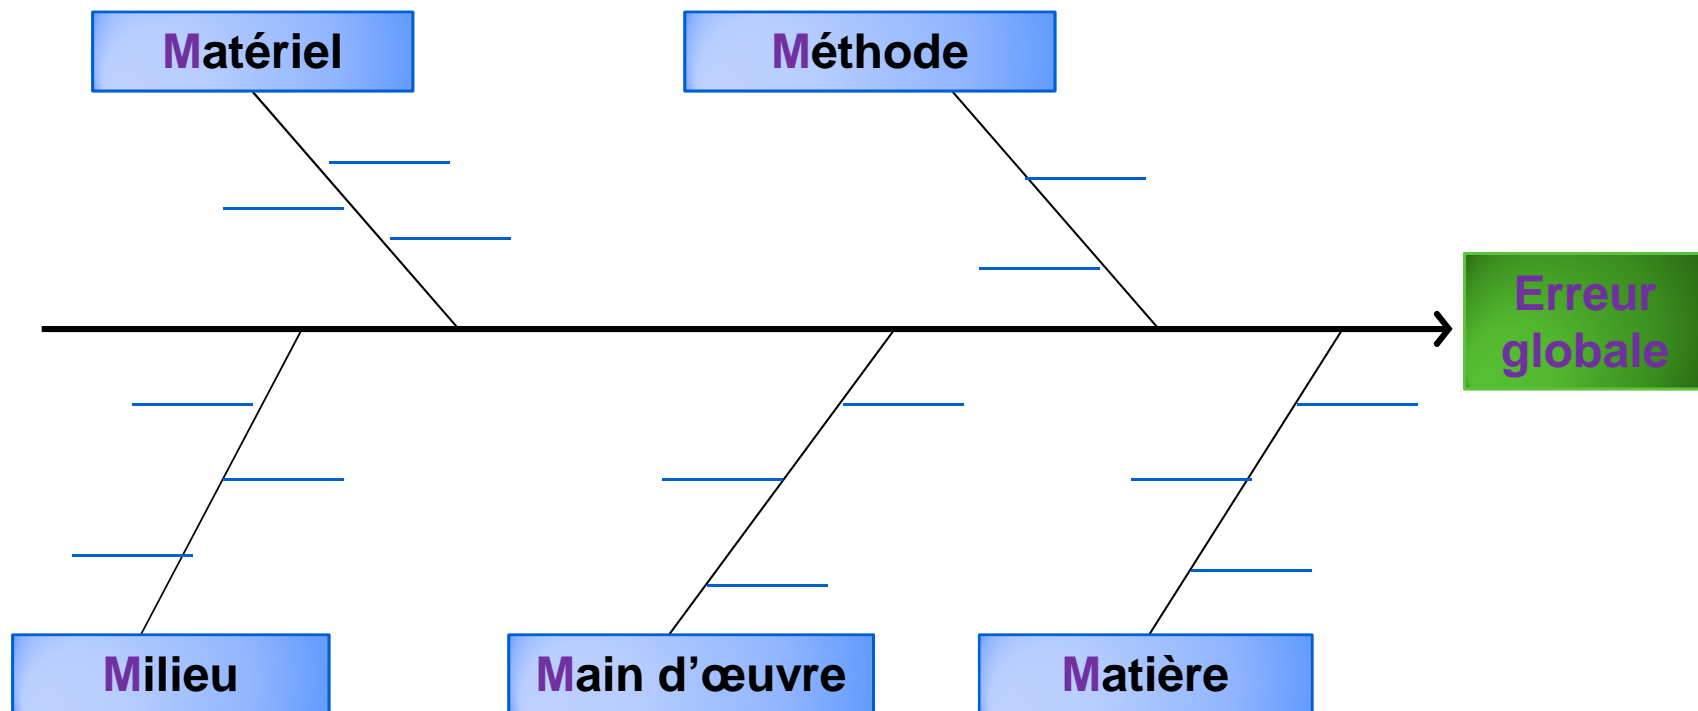 Matériel
Méthode
Erreur
globale
Milieu
Main d’œuvre
Matière